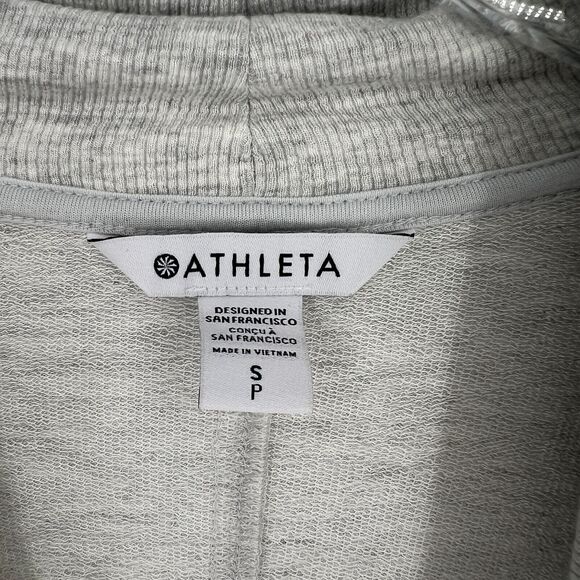 ATHLETA
DESIGNED IN
SAN FRANCISCO
CONÇU À
SAN FRANCISCO
MADE IN VIETNAM
S
P